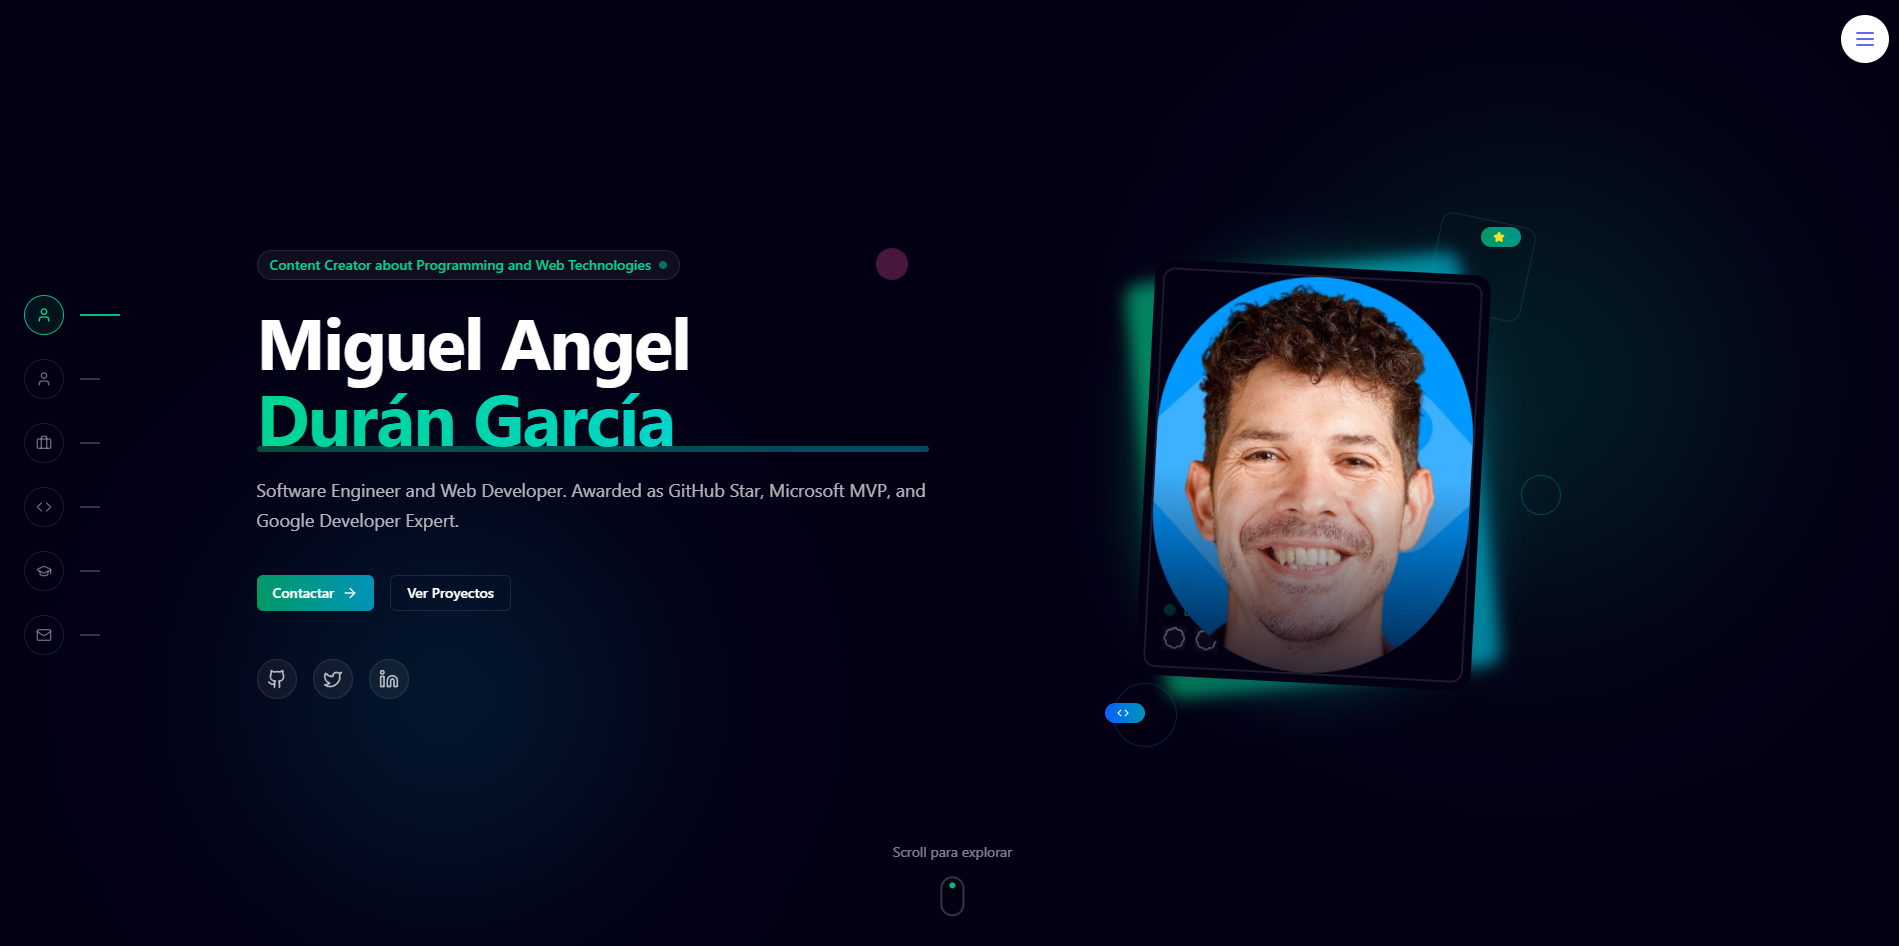 Content Creator about Programming and Web Technologies
Miguel Angel
Durán García
Software Engineer and Web Developer. Awarded as GitHub Star, Microsoft MVP, and
Google Developer Expert.
Contactar
Ver Proyectos
Scroll para explorar